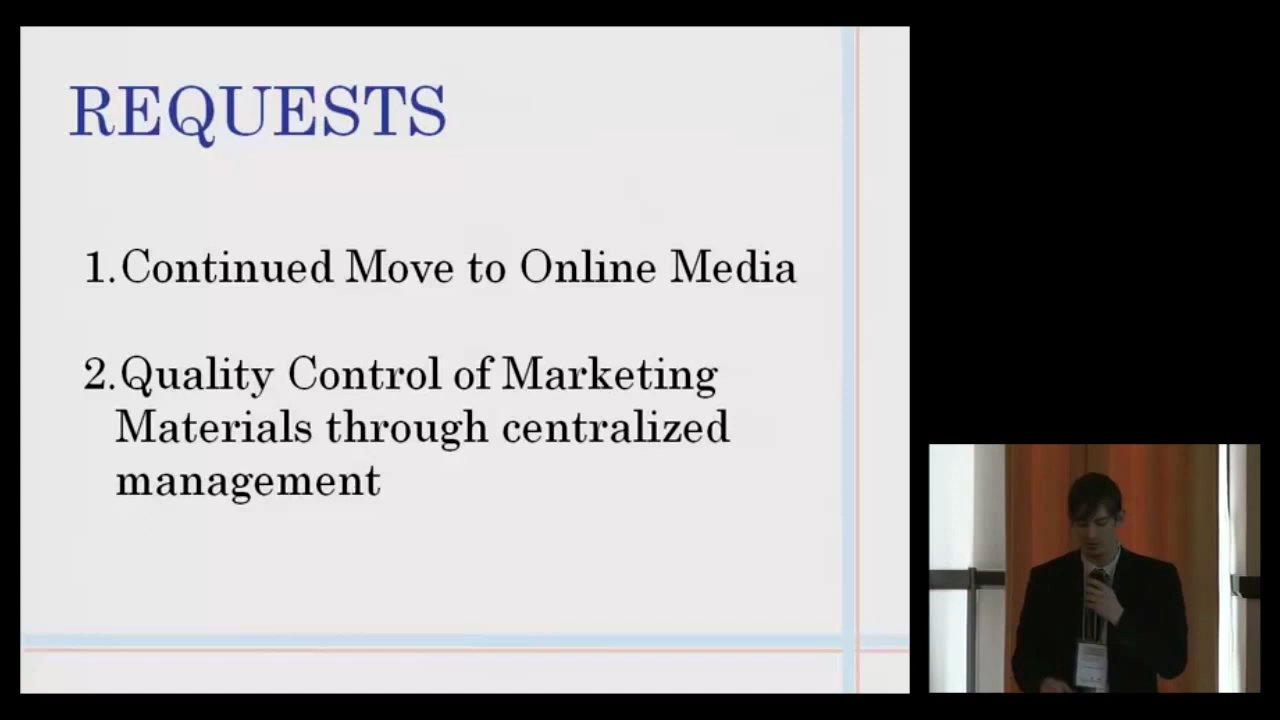 REQUESTS
1.Continued Move to Online Media
2.Quality Control of Marketing
Materials through centralized
management